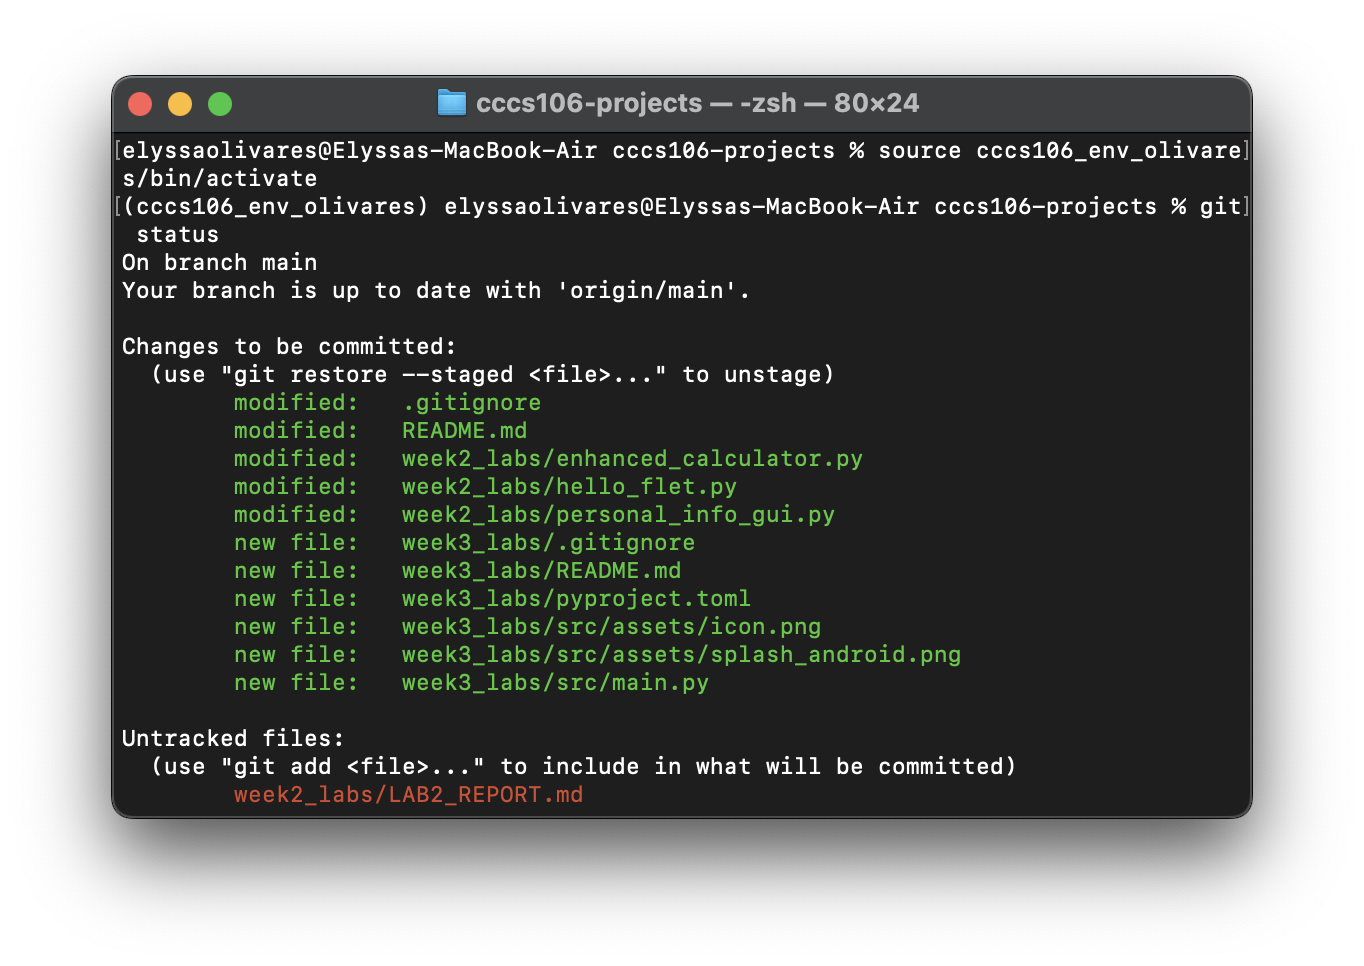 cccs106-projects — -zsh — 80×24
[elyssaolivares@Elyssas-MacBook-Air cccs106-projects % source cccs106_env_olivare]
s/bin/activate
[(cccs106_env_olivares) elyssaolivares@Elyssas-MacBook-Air cccs106-projects % git]
 status
On branch main
Your branch is up to date with 'origin/main'.

Changes to be committed:
  (use "git restore --staged <file>..." to unstage)
        modified:   .gitignore
        modified:   README.md
        modified:   week2_labs/enhanced_calculator.py
        modified:   week2_labs/hello_flet.py
        modified:   week2_labs/personal_info_gui.py
        new file:   week3_labs/.gitignore
        new file:   week3_labs/README.md
        new file:   week3_labs/pyproject.toml
        new file:   week3_labs/src/assets/icon.png
        new file:   week3_labs/src/assets/splash_android.png
        new file:   week3_labs/src/main.py

Untracked files:
  (use "git add <file>..." to include in what will be committed)
        week2_labs/LAB2_REPORT.md